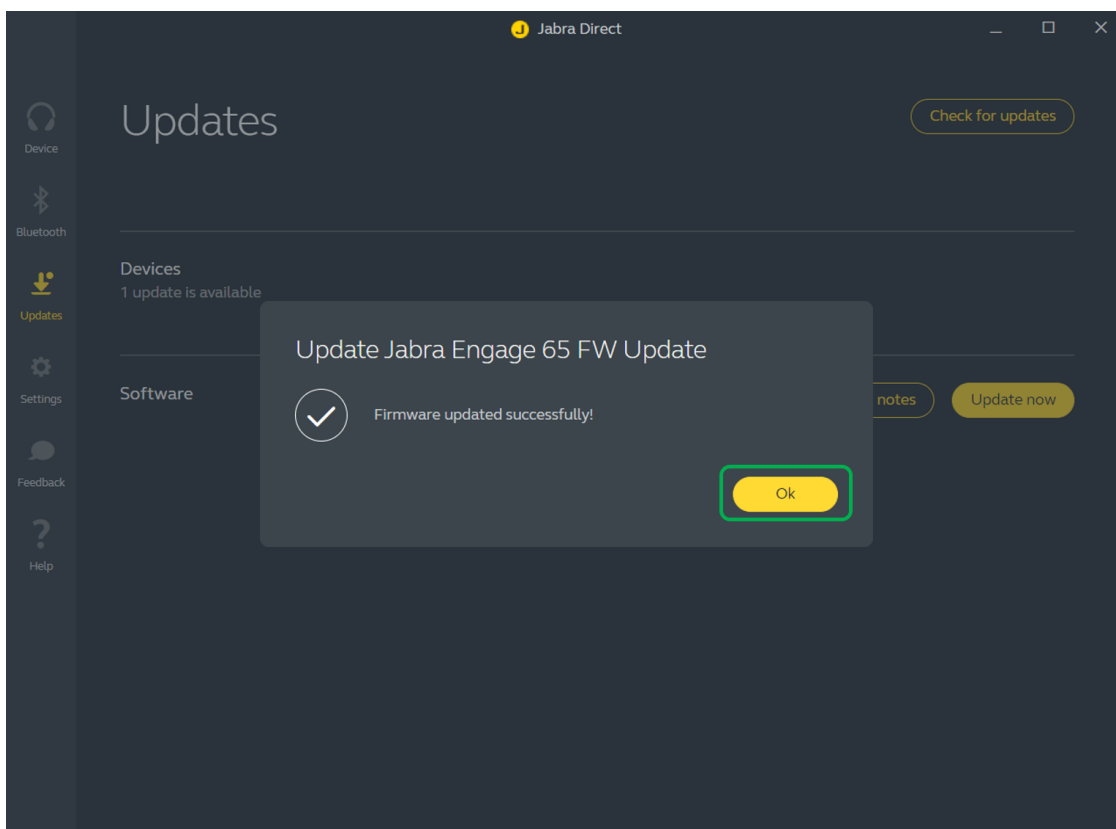 Jabra Direct
Updates
Check for updates
Device
Bluetooth
Devices
1 update is available
Updates
Update Jabra Engage 65 FW Update
Settings
Software
Firmware updated successfully!
notes
Update now
Feedback
Ok
Help